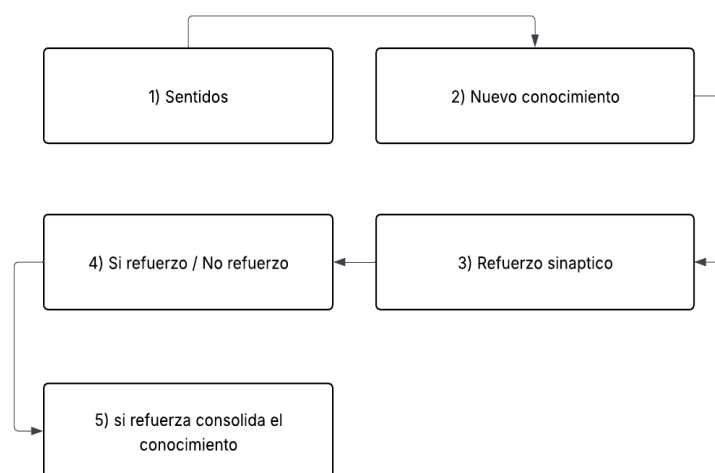 1) Sentidos
2) Nuevo conocimiento
4) Si refuerzo / No refuerzo
3) Refuerzo sinaptico
5) si refuerza consolida el
conocimiento